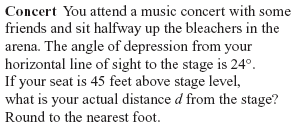 Concert You attend a music concert with some
friends and sit halfway up the bleachers in the
arena. The angle of depression from your
horizontal line of sight to the stage is 24°.
If your seat is 45 feet above stage level,
what is your actual distance d from the stage?
Round to the nearest foot.